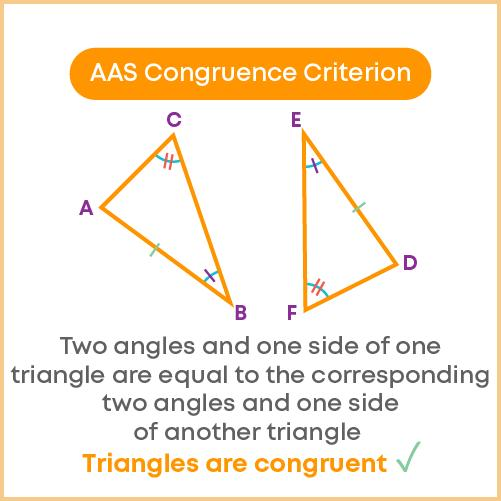 AAS Congruence Criterion
C
E
A
D
B
F
Two angles and one side of one
triangle are equal to the corresponding
two angles and one side
of another triangle
Triangles are congruent ✓